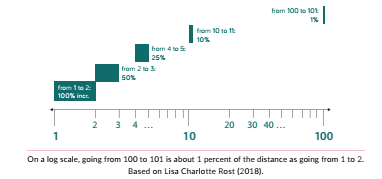 from 100 to 101:
1%
from 10 to 11:
10%
from 4 to 5:
25%
from 2 to 3:
50%
from 1 to 2:
100% incr.
1 2 3 4 ... 10 20 30 40 ... 100
On a log scale, going from 100 to 101 is about 1 percent of the distance as going from 1 to 2.
Based on Lisa Charlotte Rost (2018).